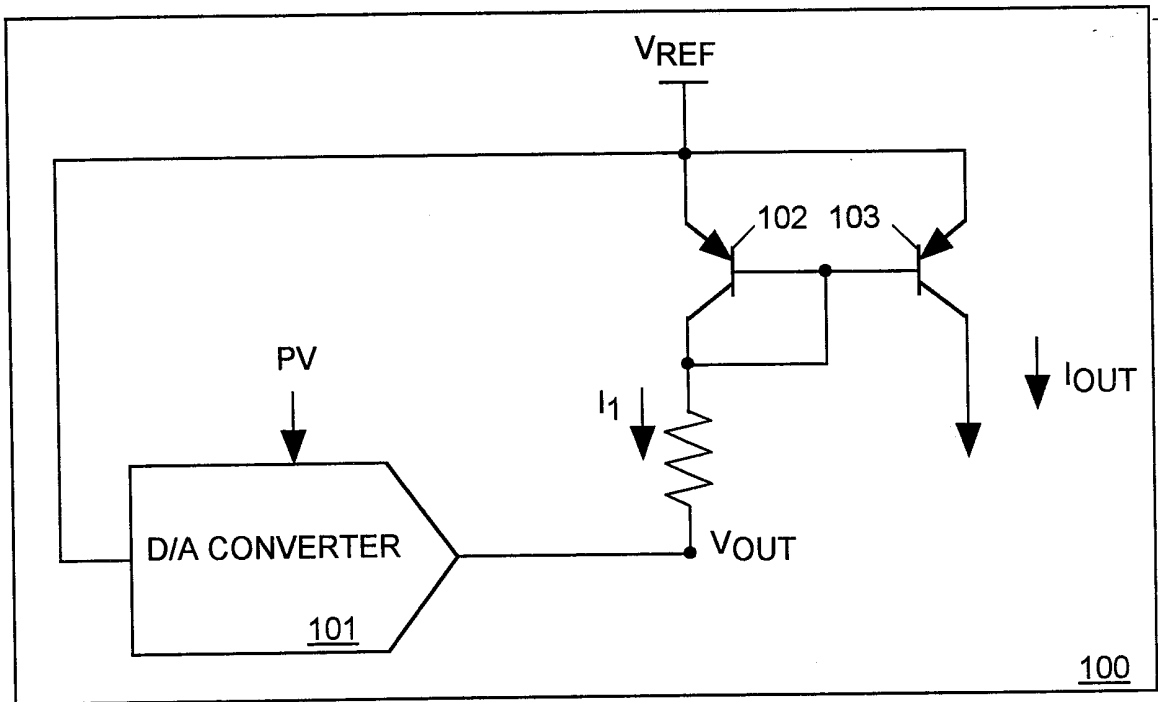 VREF
102 103
PV
I1
IOUT
D/A CONVERTER
VOUT
101
100